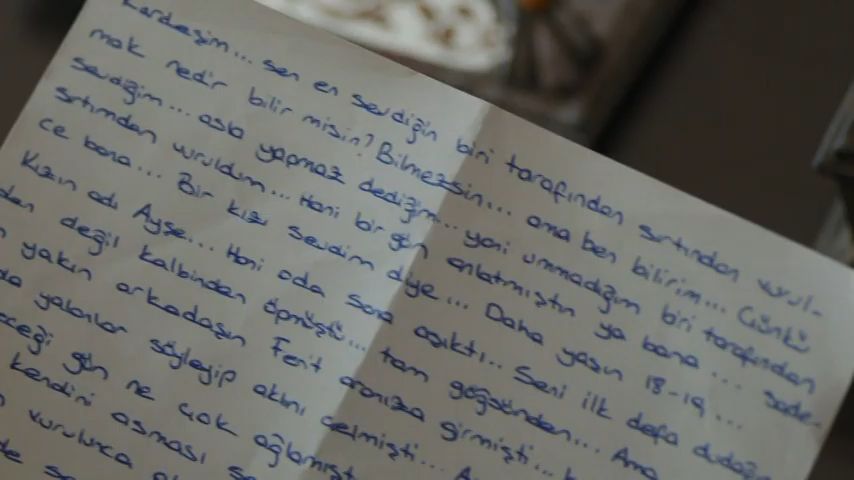 Kardeşim... sen en sevdiğin biri tarafından sırtından vurul-
mak nedir bilir misin? Bilmezsin... ama ben bilirim... Çünkü
sevdiğim... asla yapmaz dediğim... yani ummadığım biri tarafından
sırtımdan vuruldum... Hani bir gün anlatmıştın ya bana... sade-
ce bana... Bir kızı sevdim diye... Daha yaşın 18-19...
Kızın adı Ayşe... Hani oda sana aşıktı.. Seni ilk defa dudağın
dan değil kalbinden öpmüştü... tam göğsünden... Ama
yakın arkadaşın Ferit aranıza girmişti...
da yalanlar söyleyip aklını çelmişti...
eceği gün ne çok ağlamıştı
kendini asması
vurulunca